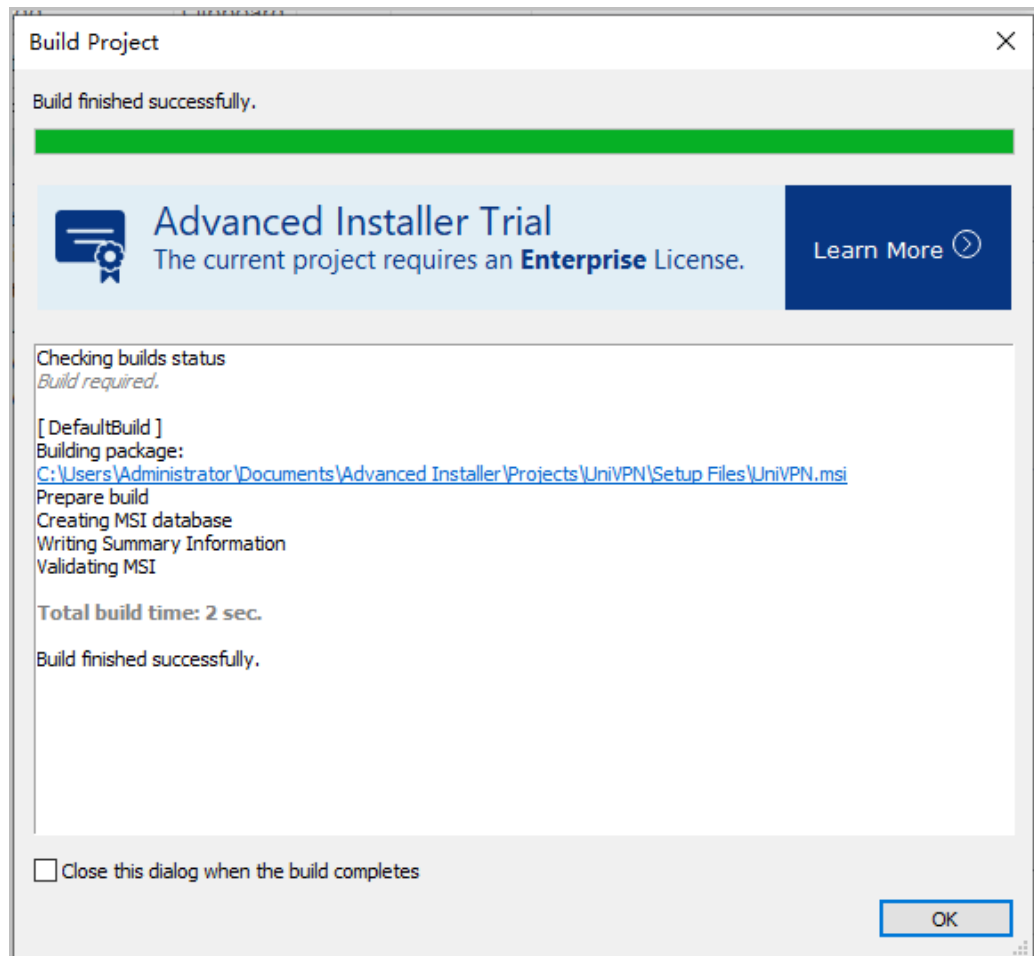 Clipboard
Build Project
Build finished successfully.
Advanced Installer Trial
The current project requires an Enterprise License.
Learn More
Checking builds status
Build required.
[ DefaultBuild ]
Building package:
C:\Users\Administrator\Documents\Advanced Installer\Projects\UniVPN\Setup Files\UniVPN.msi
Prepare build
Creating MSI database
Writing Summary Information
Validating MSI
Total build time: 2 sec.
Build finished successfully.
Close this dialog when the build completes
OK